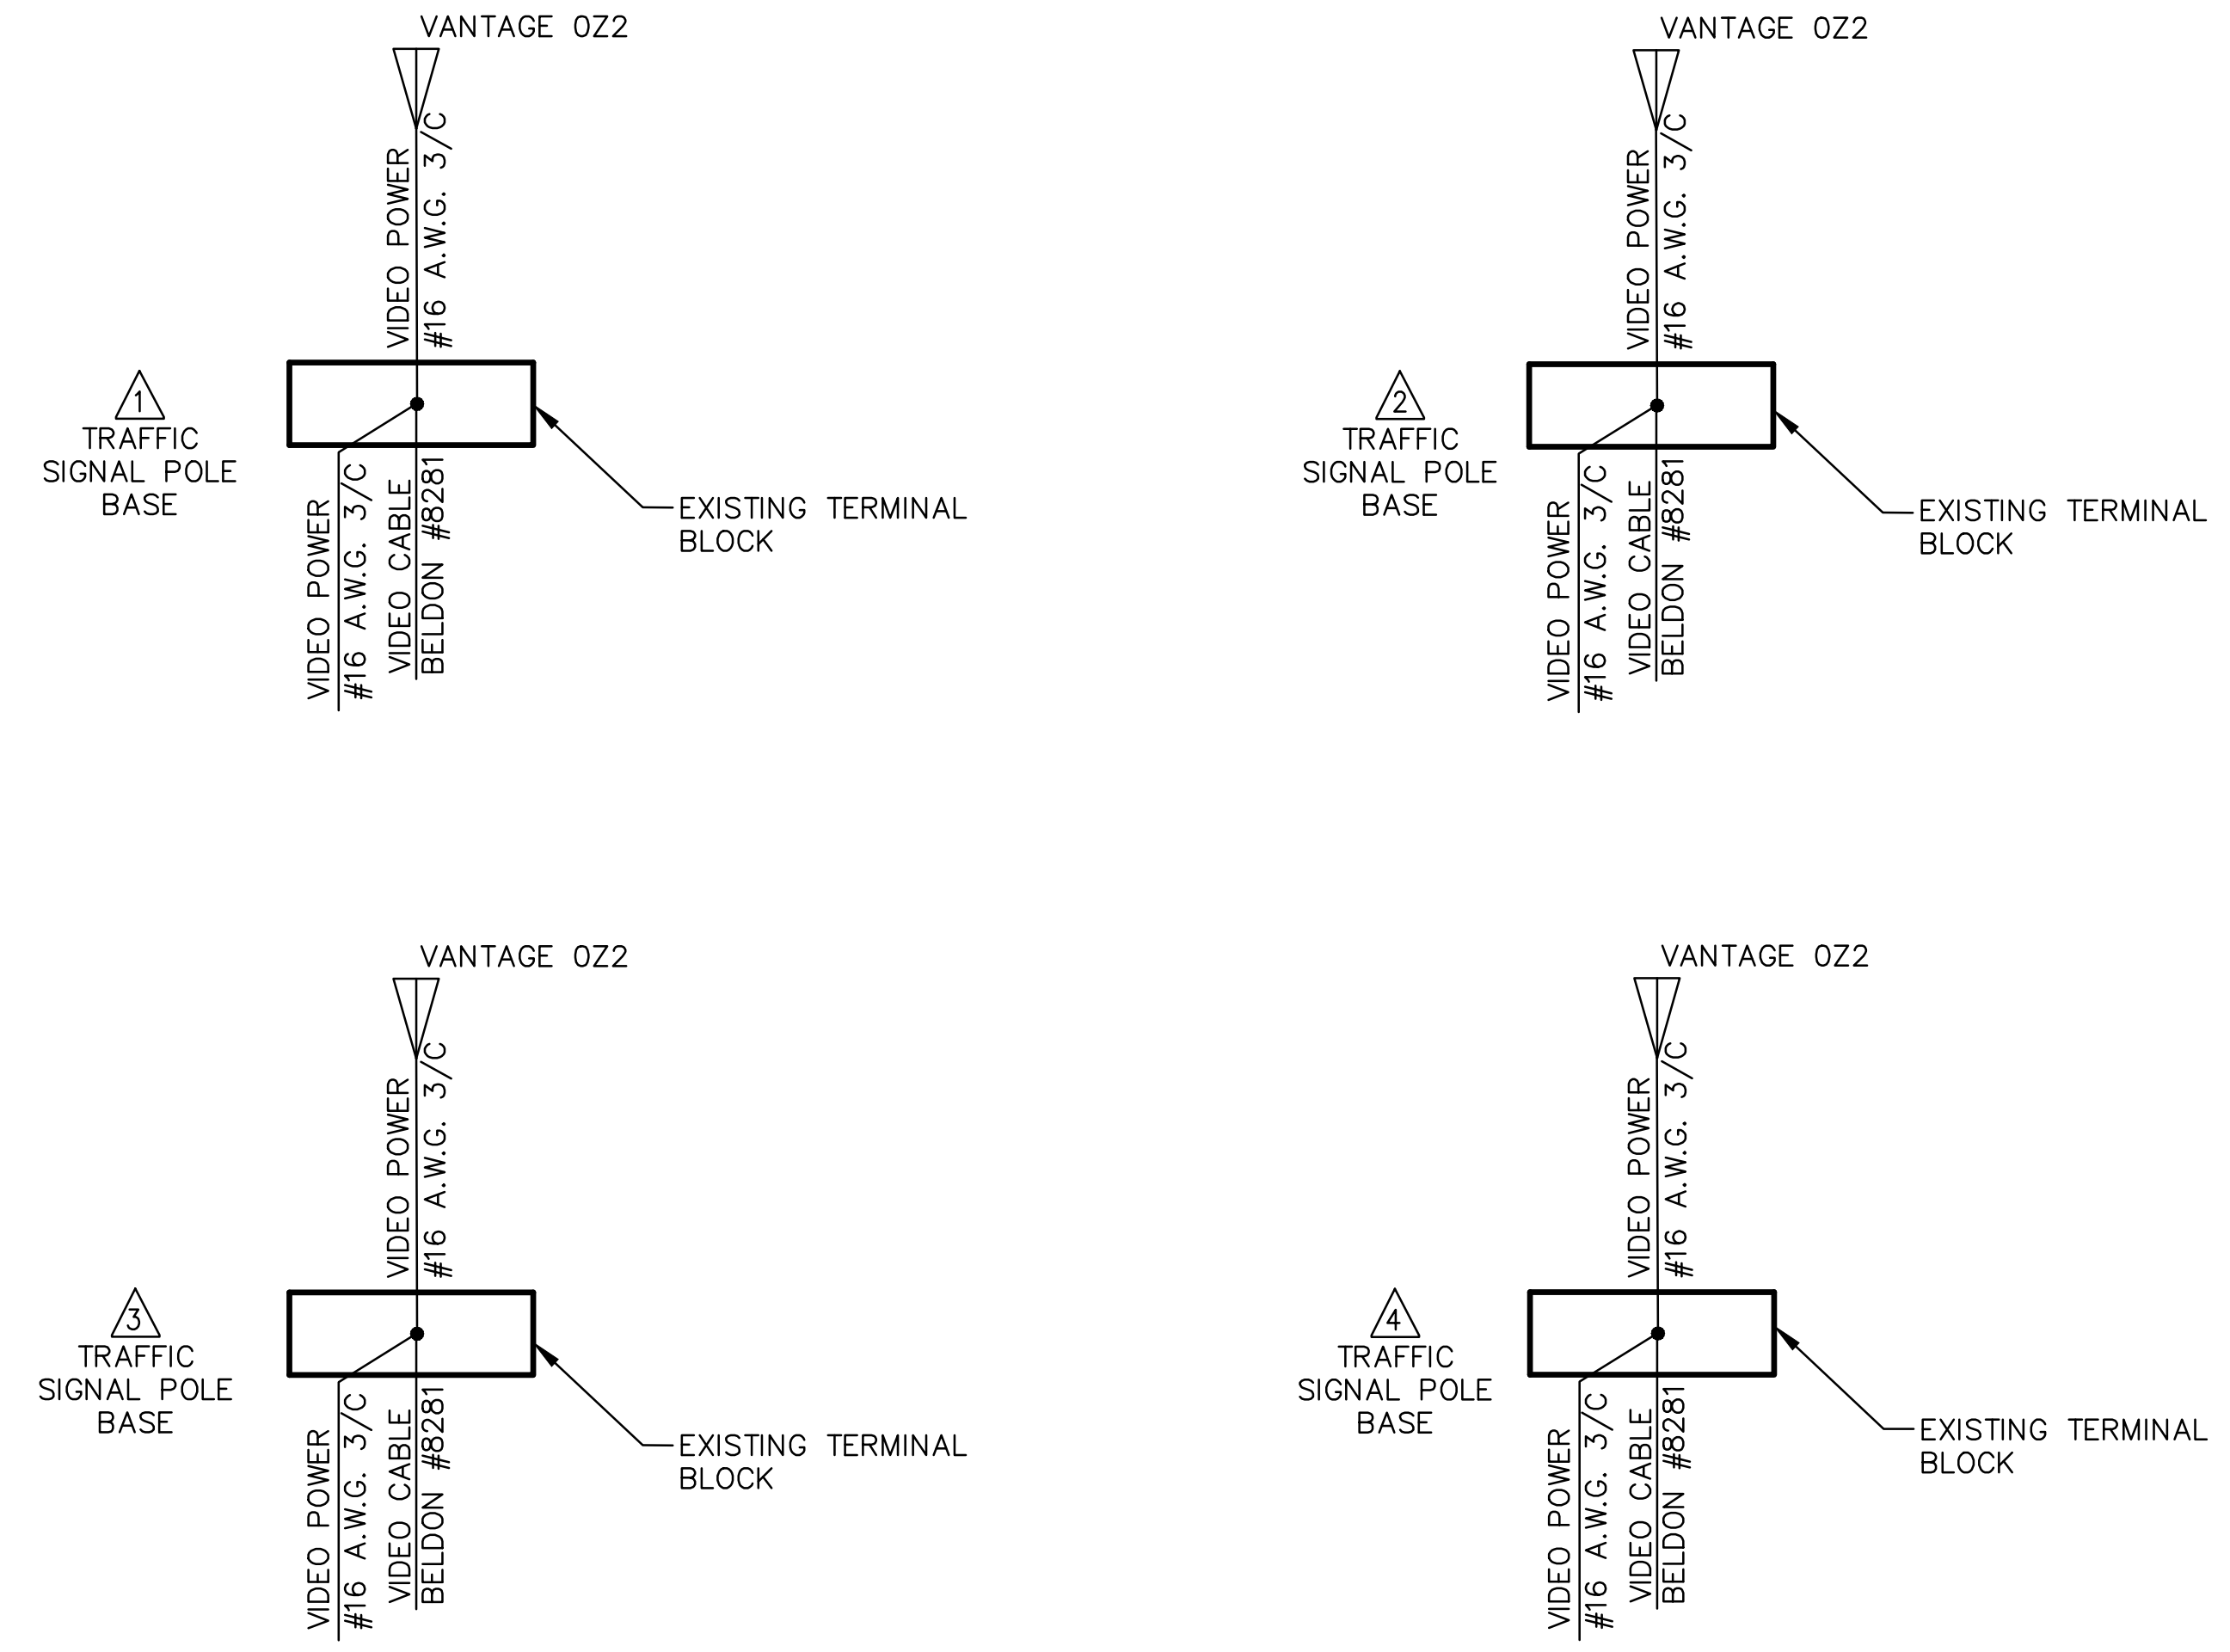 VANTAGE OZ2
VIDEO POWER
#16 A.W.G. 3/C
1
TRAFFIC
SIGNAL POLE
BASE
VIDEO POWER
#16 A.W.G. 3/C
VIDEO CABLE
BELDON #8281
EXISTING TERMINAL
BLOCK
VANTAGE OZ2
VIDEO POWER
#16 A.W.G. 3/C
2
TRAFFIC
SIGNAL POLE
BASE
VIDEO POWER
#16 A.W.G. 3/C
VIDEO CABLE
BELDON #8281
EXISTING TERMINAL
BLOCK
VANTAGE OZ2
VIDEO POWER
#16 A.W.G. 3/C
3
TRAFFIC
SIGNAL POLE
BASE
VIDEO POWER
#16 A.W.G. 3/C
VIDEO CABLE
BELDON #8281
EXISTING TERMINAL
BLOCK
VANTAGE OZ2
VIDEO POWER
#16 A.W.G. 3/C
4
TRAFFIC
SIGNAL POLE
BASE
VIDEO POWER
#16 A.W.G. 3/C
VIDEO CABLE
BELDON #8281
EXISTING TERMINAL
BLOCK